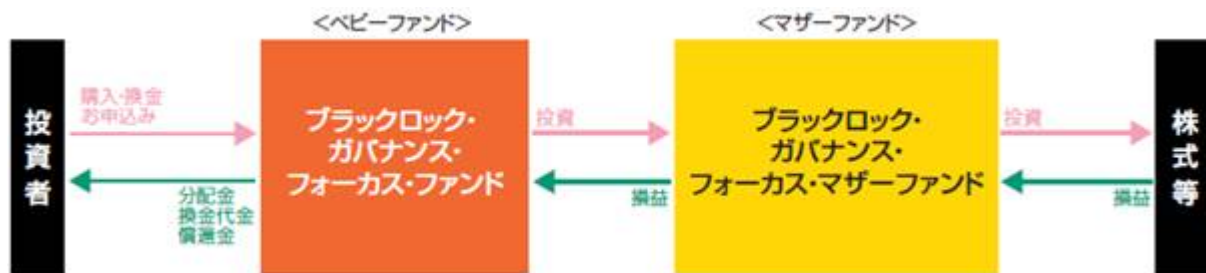 <ベビーファンド>
<マザーファンド>
投資者
購入・換金
お申込み
分配金
換金代金
償還金
ブラックロック・
ガバナンス・
フォーカス・ファンド
投資
損益
ブラックロック・
ガバナンス・
フォーカス・マザーファンド
投資
損益
株式等